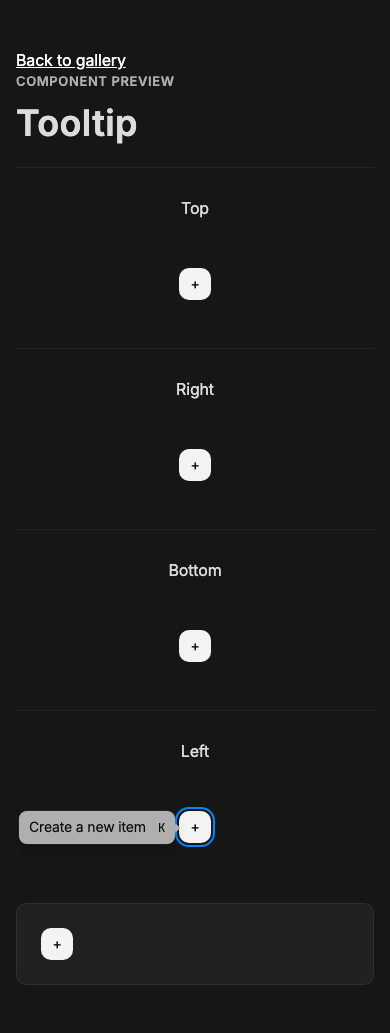 Back to gallery
COMPONENT PREVIEW
Tooltip
Top
+
Right
+
Bottom
+
Left
Create a new item K +
+